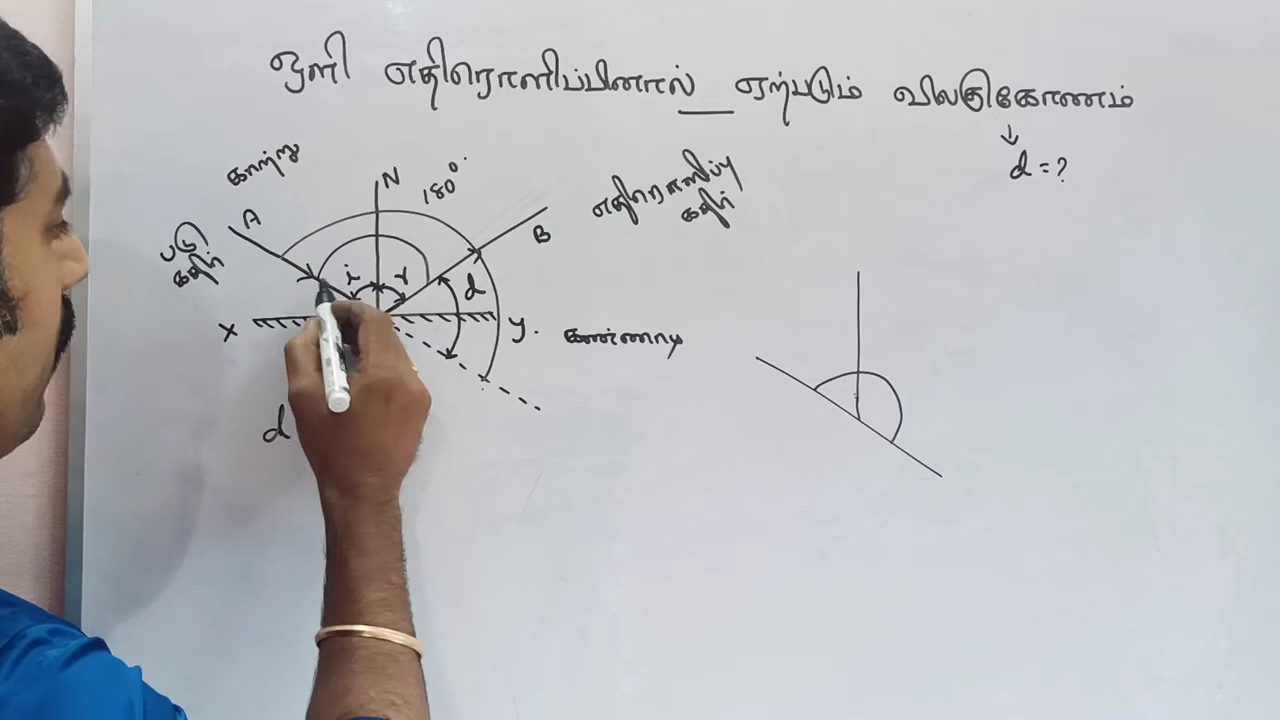 ஒளி எதிரொளிப்பினால் ஏற்படும் விலகுகோணம்
d = ?
காற்று
N
180°
எதிரொளிப்பு
கதிர்
படு
கதிர்
A
B
i
r
d
X
y.
கண்ணாடி
d